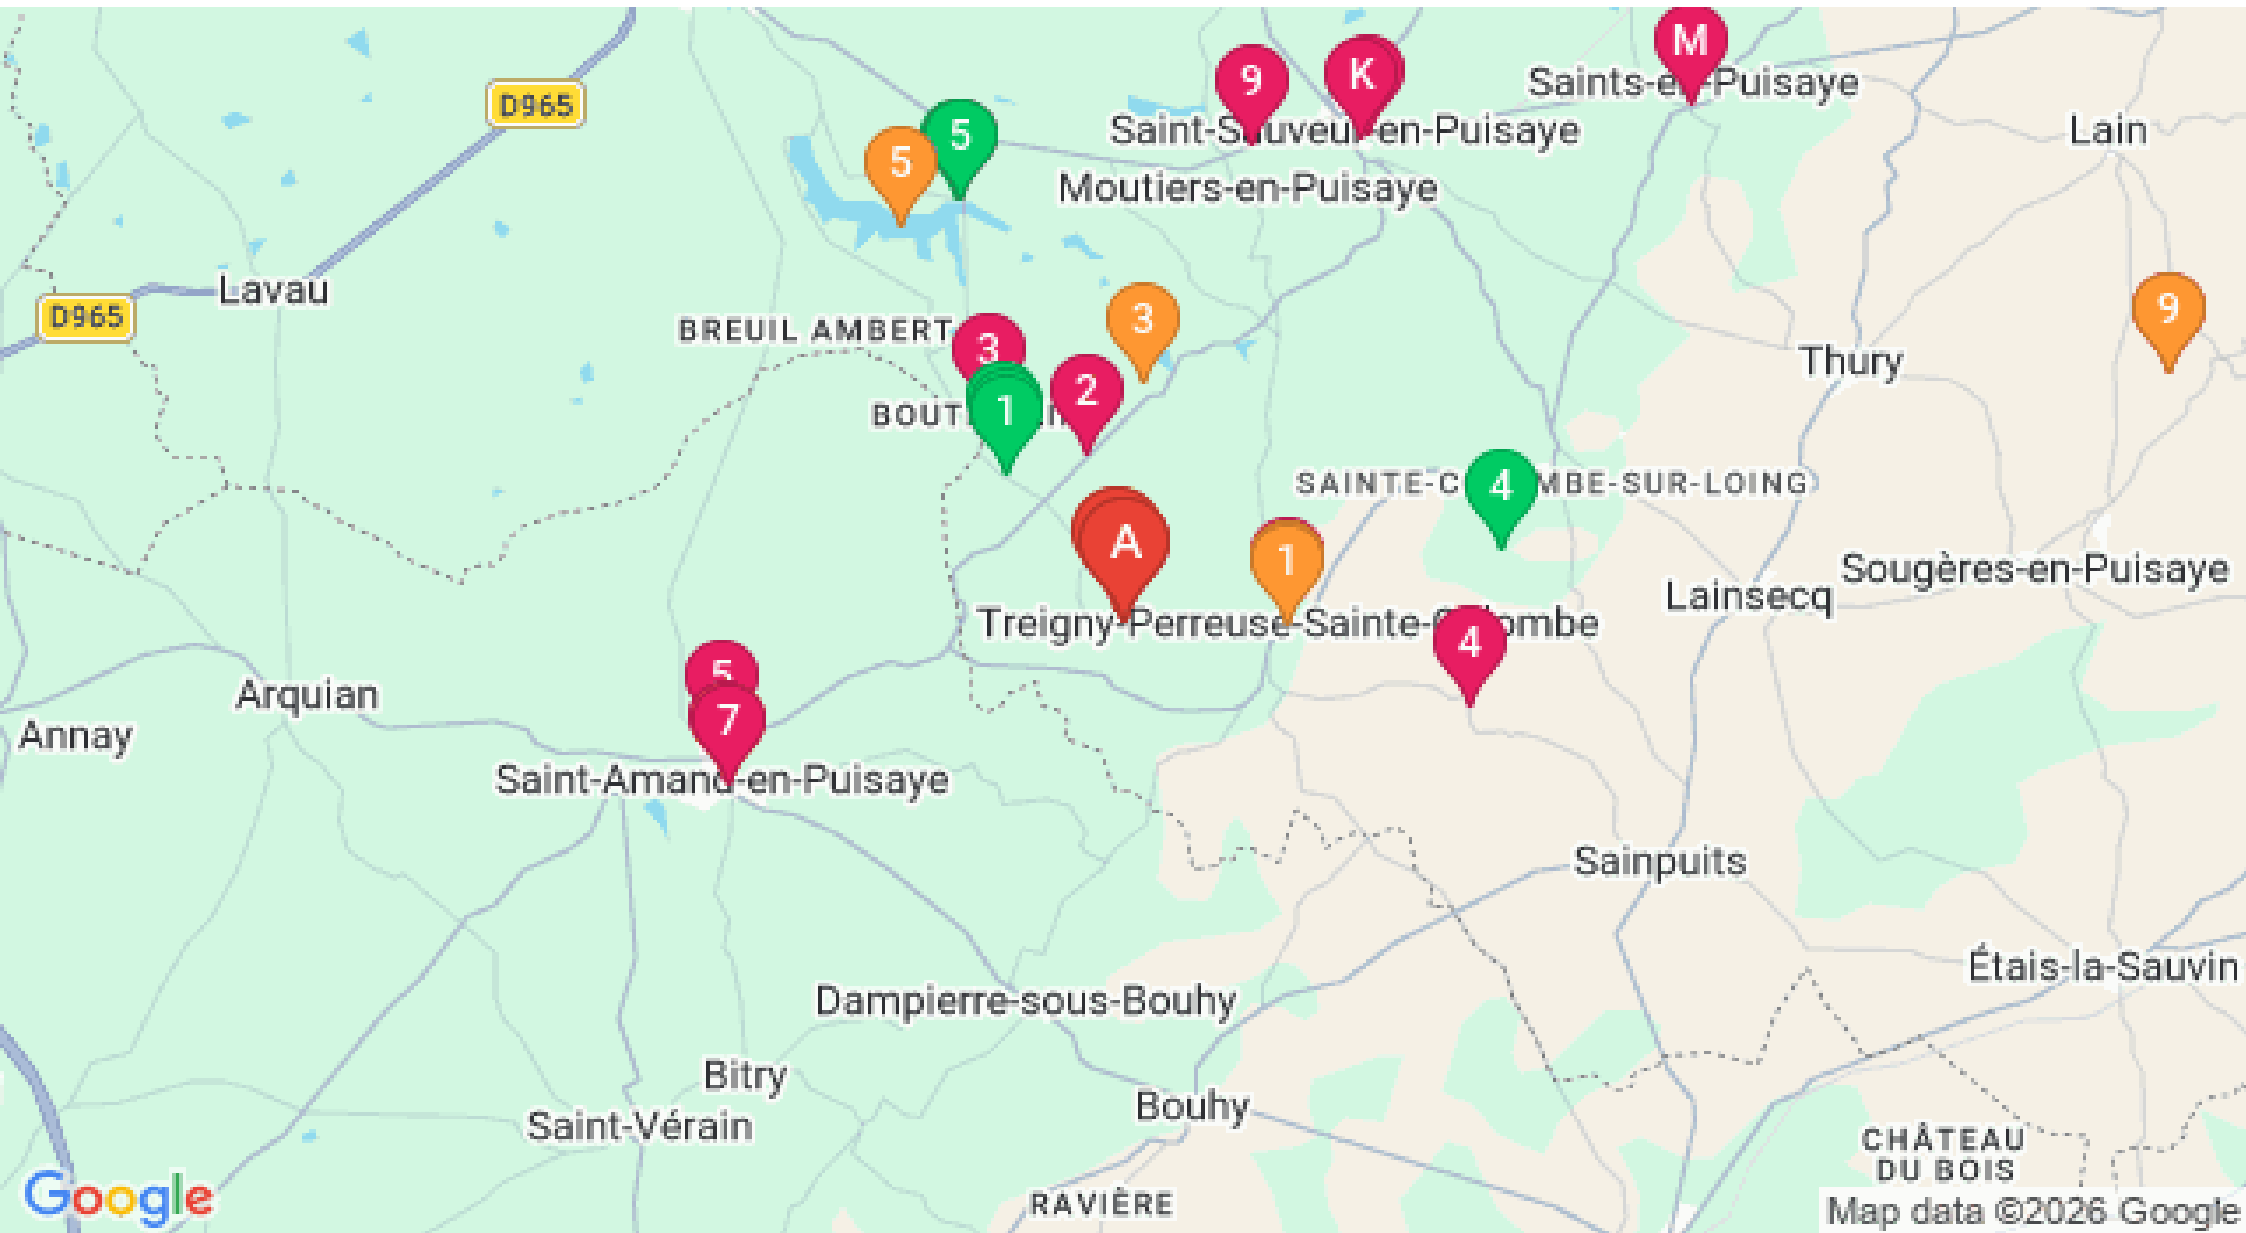 M
K
9
Saints-en-Puisaye
D965
5
5
Saint-Sauveur-en-Puisaye
Lain
Moutiers-en-Puisaye
Lavau
D965
3
9
BREUIL AMBERT
3
Thury
2
1
BOUT
4
SAINTE-COLOMBE-SUR-LOING
A
1
Sougères-en-Puisaye
Lainsecq
Treigny-Perreuse-Sainte-Colombe
4
5
Arquian
7
Annay
Saint-Amand-en-Puisaye
Sainpuits
Étais-la-Sauvin
Dampierre-sous-Bouhy
Bitry
Bouhy
Saint-Vérain
CHÂTEAU
DU BOIS
Google
RAVIÈRE
Map data ©2026 Google